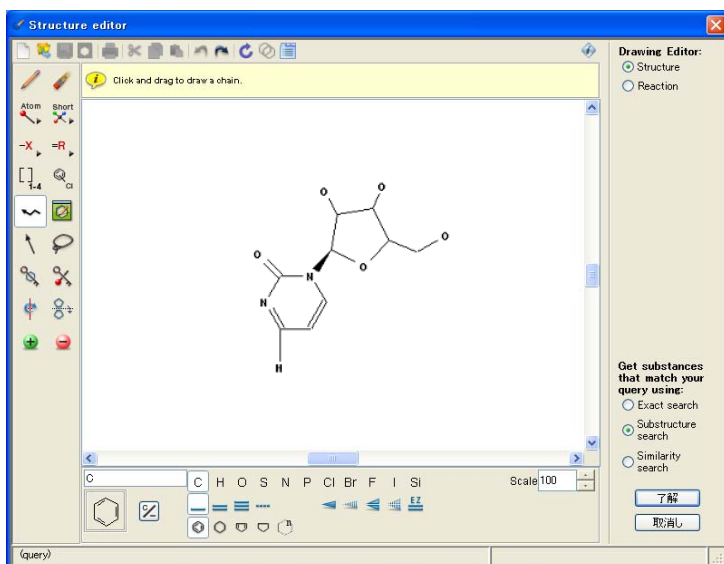 Structure editor
Drawing Editor:
Structure
Reaction
Click and drag to draw a chain.
Atom
Short
-X
=R
[ ] 1-4
Cl
O
O
O
O
N
O
N
H
Get substances
that match your
query using:
Exact search
Substructure
search
Similarity
search
了解
取消し
C
C H O S N P Cl Br F I Si
Scale 100
EZ
n
(query)